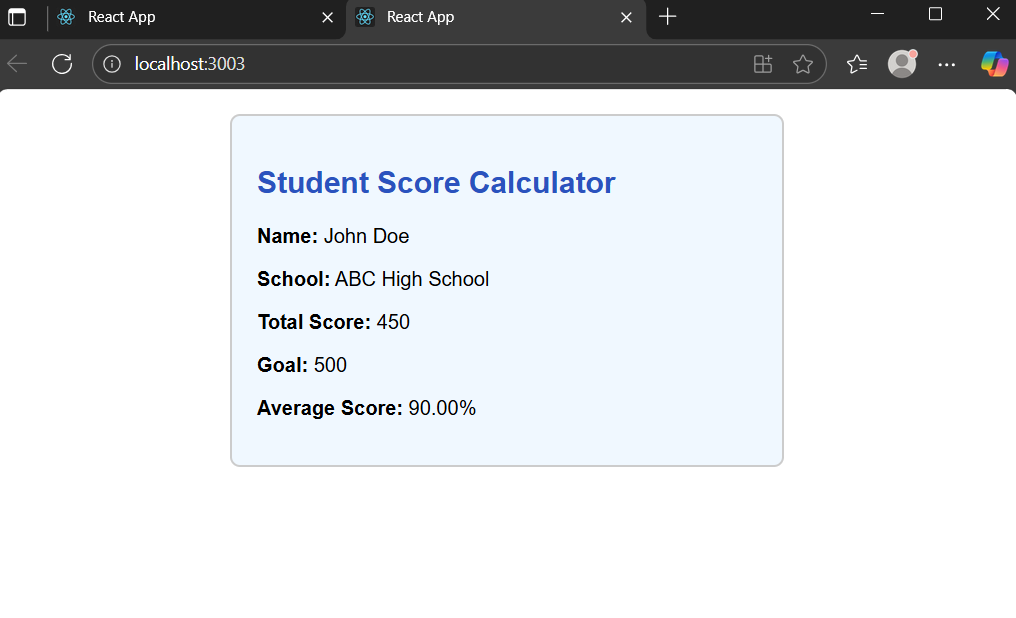 React App
React App
localhost:3003
Student Score Calculator
Name: John Doe
School: ABC High School
Total Score: 450
Goal: 500
Average Score: 90.00%